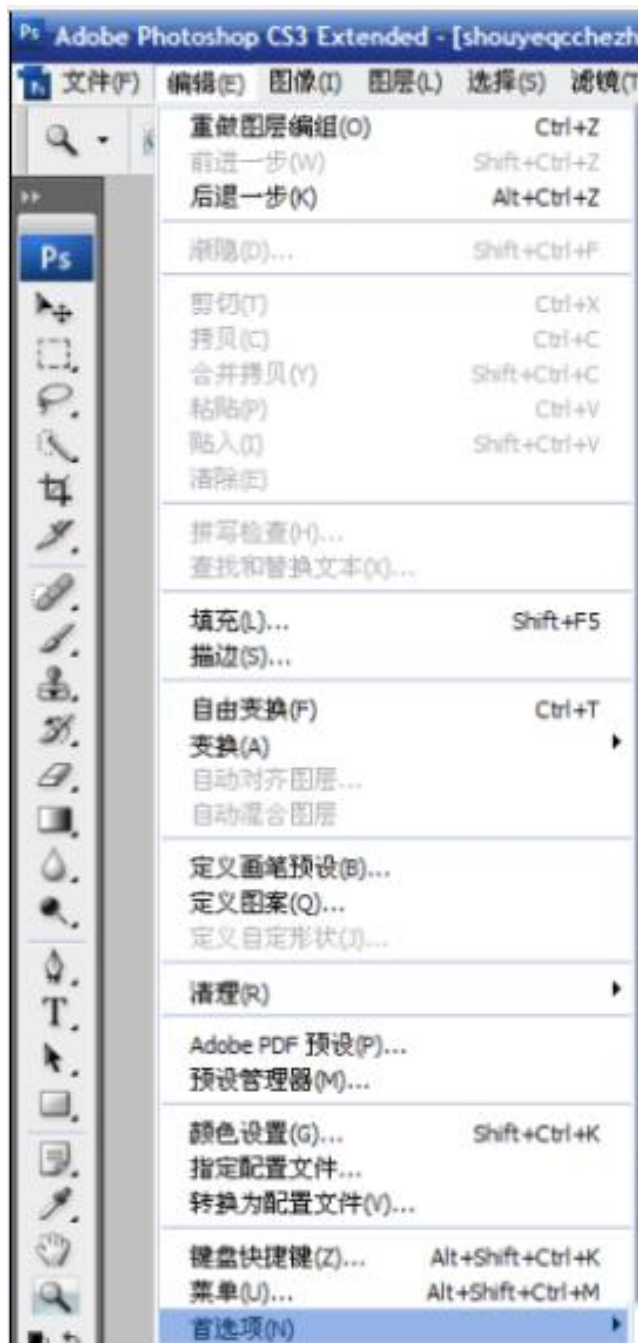 Ps Adobe Photoshop CS3 Extended - [shouyeqcchezh
文件(F) 编辑(E) 图像(I) 图层(L) 选择(S) 滤镜(T
重做图层编组(O) Ctrl+Z
前进一步(W) Shift+Ctrl+Z
后退一步(K) Alt+Ctrl+Z
渐隐(D)... Shift+Ctrl+F
剪切(T) Ctrl+X
拷贝(C) Ctrl+C
合并拷贝(Y) Shift+Ctrl+C
粘贴(P) Ctrl+V
贴入(I) Shift+Ctrl+V
清除(E)
拼写检查(H)...
查找和替换文本(X)...
填充(L)... Shift+F5
描边(S)...
自由变换(F) Ctrl+T
变换(A)
自动对齐图层...
自动混合图层
定义画笔预设(B)...
定义图案(Q)...
定义自定形状(J)...
清理(R)
Adobe PDF 预设(P)...
预设管理器(M)...
颜色设置(G)... Shift+Ctrl+K
指定配置文件...
转换为配置文件(V)...
键盘快捷键(Z)... Alt+Shift+Ctrl+K
菜单(U)... Alt+Shift+Ctrl+M
首选项(N)
Ps
T